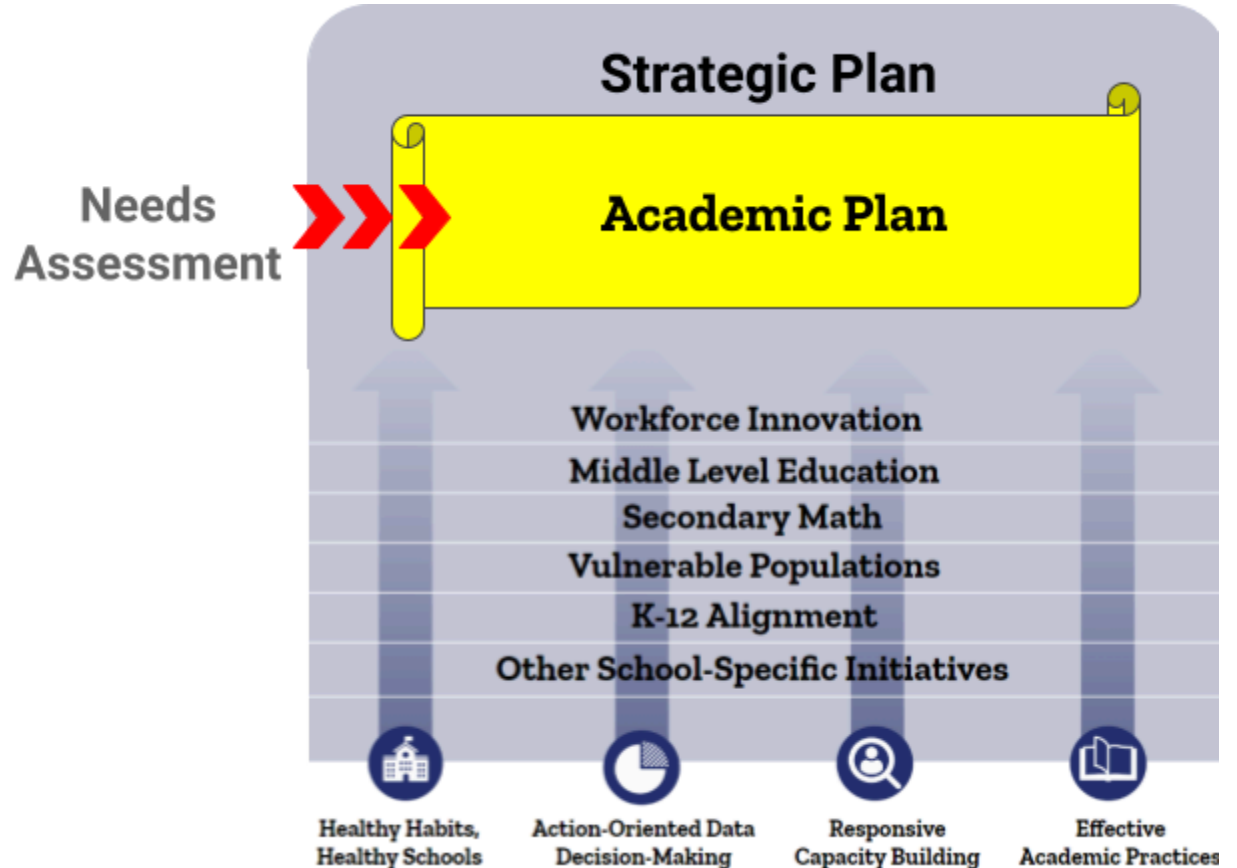 Strategic Plan
Needs
Assessment
Academic Plan
Workforce Innovation
Middle Level Education
Secondary Math
Vulnerable Populations
K-12 Alignment
Other School-Specific Initiatives
Healthy Habits,
Healthy Schools
Action-Oriented Data
Decision-Making
Responsive
Capacity Building
Effective
Academic Practices